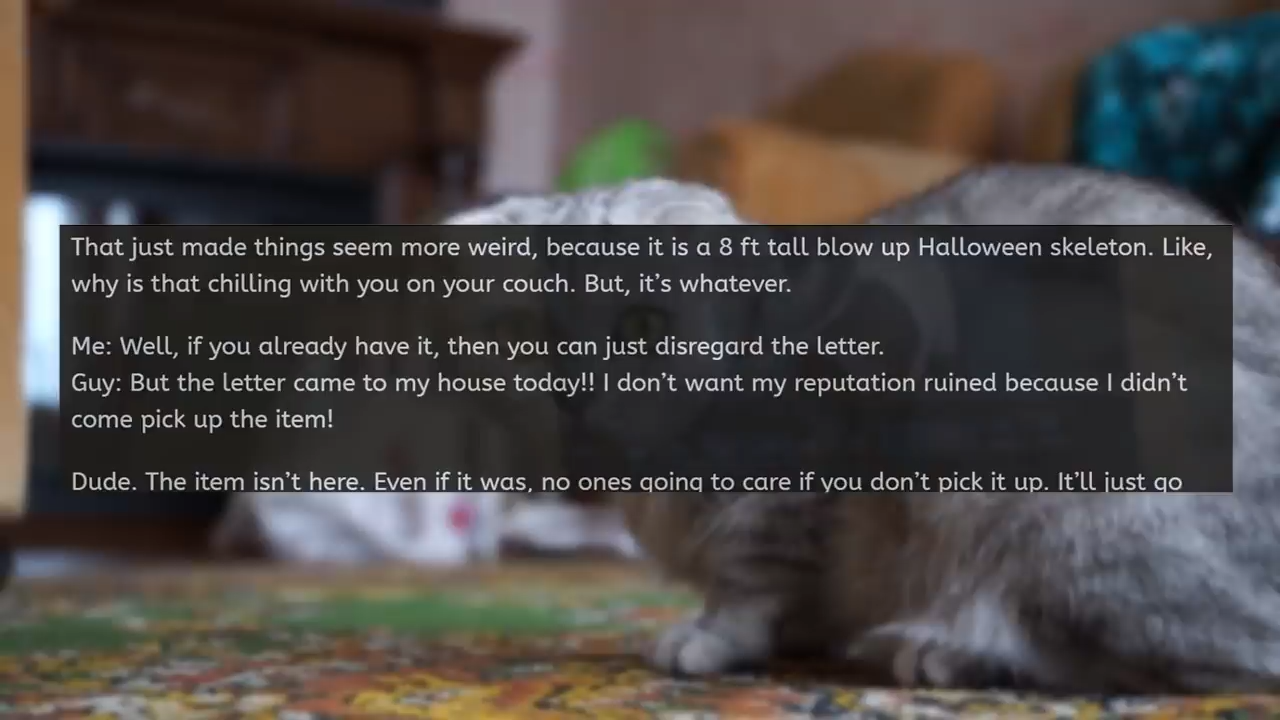 That just made things seem more weird, because it is a 8 ft tall blow up Halloween skeleton. Like,
why is that chilling with you on your couch. But, it’s whatever.
Me: Well, if you already have it, then you can just disregard the letter.
Guy: But the letter came to my house today!! I don’t want my reputation ruined because I didn’t
come pick up the item!
Dude. The item isn’t here. Even if it was, no ones going to care if you don’t pick it up. It’ll just go